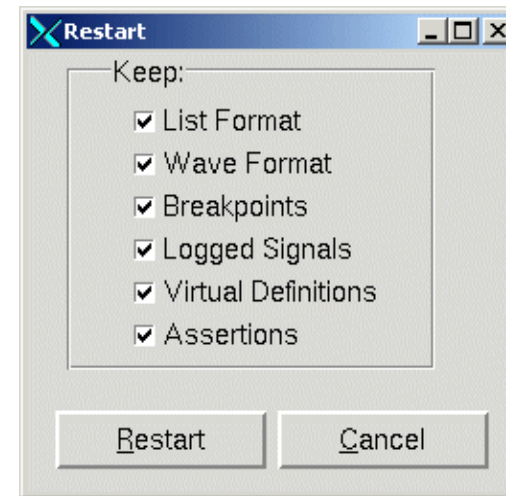 Restart
Keep:
List Format
Wave Format
Breakpoints
Logged Signals
Virtual Definitions
Assertions
Restart
Cancel